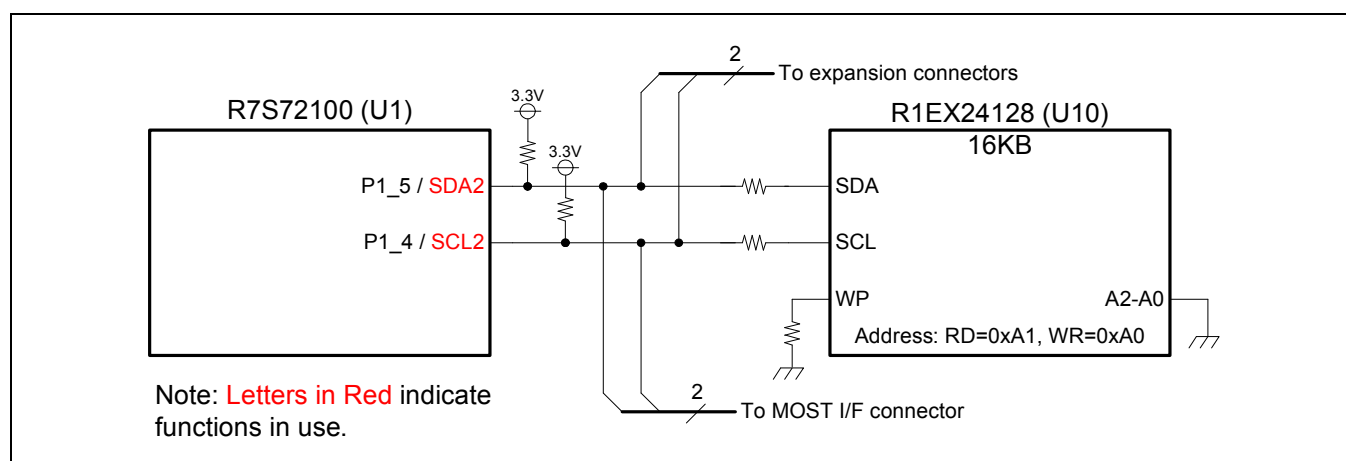 2
To expansion connectors
R7S72100 (U1)
3.3V
R1EX24128 (U10)
16KB
3.3V
P1_5 / SDA2
SDA
P1_4 / SCL2
SCL
WP
A2-A0
Address: RD=0xA1, WR=0xA0
Note: Letters in Red indicate
functions in use.
2
To MOST I/F connector